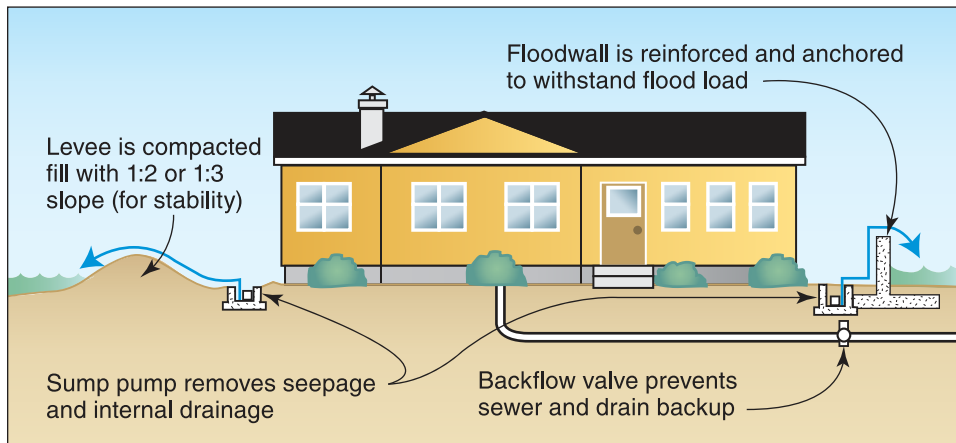 Floodwall is reinforced and anchored
to withstand flood load
Levee is compacted
fill with 1:2 or 1:3
slope (for stability)
Sump pump removes seepage
and internal drainage
Backflow valve prevents
sewer and drain backup